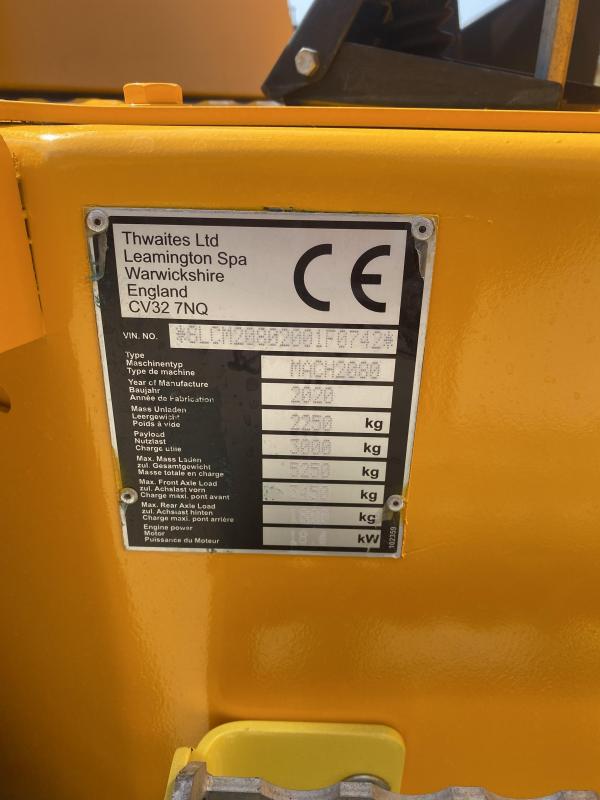 Thwaites Ltd
Leamington Spa
Warwickshire
England
CV32 7NQ
CE
VIN. NO. *SLCM20802001F0742*
Type
Maschinentyp
Type de machine
MACH2080
Year of Manufacture
Baujahr
Année de Fabrication
2020
Mass Unladen
Leergewicht
Poids à vide
2250 kg
Payload
Nutzlast
Charge utile
3000 kg
Max. Mass Laden
zul. Gesamtgewicht
Masse totale en charge
5250 kg
Max. Front Axle Load
zul. Achslast vorn
Charge maxi. pont avant
kg
Max. Rear Axle Load
zul. Achslast hinten
Charge maxi. pont arrière
kg
Engine power
Motor
Puissance du Moteur
kW
102359